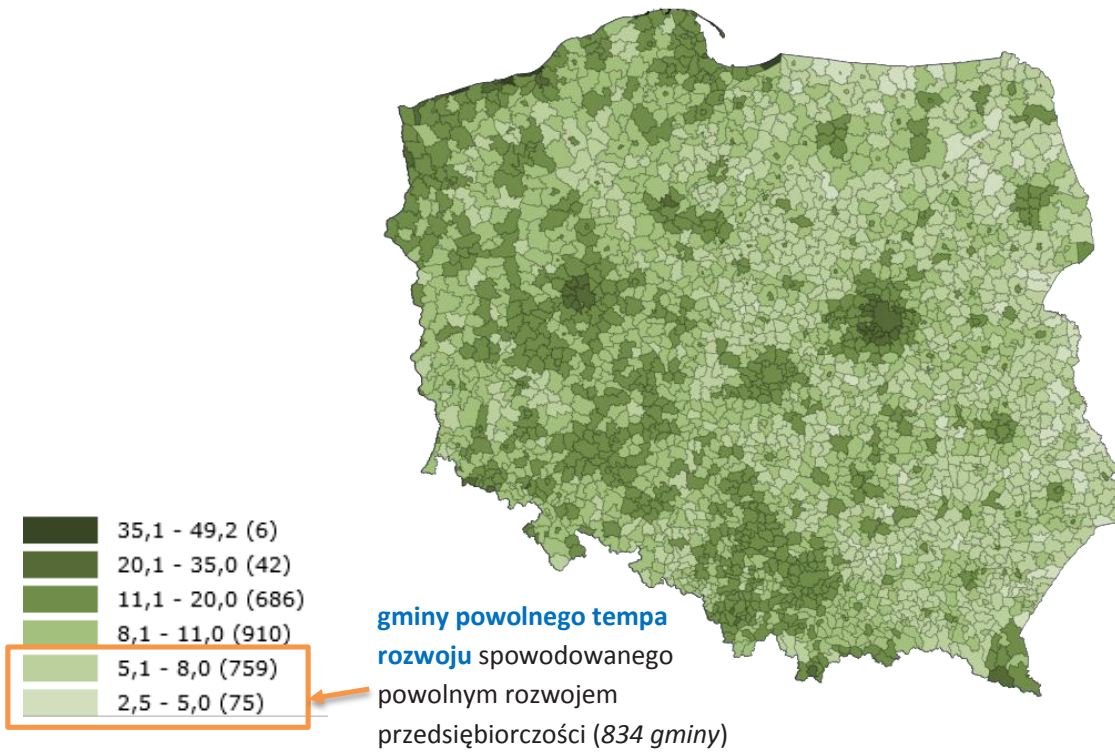 35,1 - 49,2 (6)
20,1 - 35,0 (42)
11,1 - 20,0 (686)
8,1 - 11,0 (910)
5,1 - 8,0 (759)
2,5 - 5,0 (75)
gminy powolnego tempa
rozwoju spowodowanego
powolnym rozwojem
przedsiębiorczości (834 gminy)